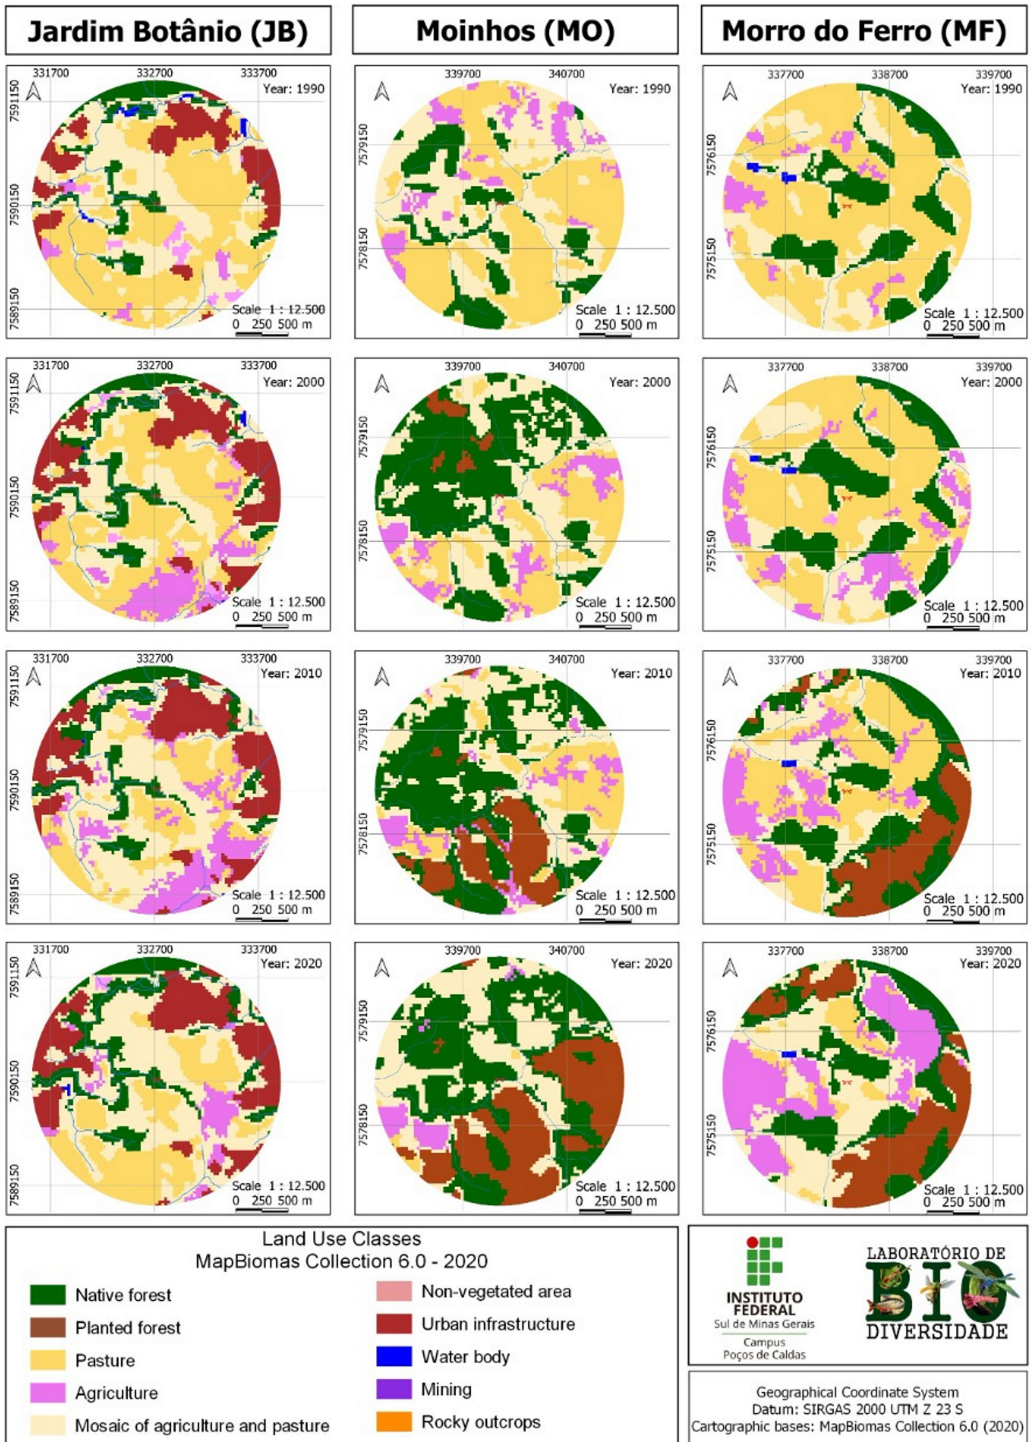 Jardim Botânio (JB)
Moinhos (MO)
Morro do Ferro (MF)
331700 332700 333700
Year: 1990
7591150
7590150
7589150
Scale 1 : 12.500
0 250 500 m
339700 340700
Year: 1990
7579150
7578150
Scale 1 : 12.500
0 250 500 m
337700 338700 339700
Year: 1990
7576150
7575150
Scale 1 : 12.500
0 250 500 m
331700 332700 333700
Year: 2000
7591150
7590150
7589150
Scale 1 : 12.500
0 250 500 m
339700 340700
Year: 2000
7579150
7578150
Scale 1 : 12.500
0 250 500 m
337700 338700 339700
Year: 2000
7576150
7575150
Scale 1 : 12.500
0 250 500 m
331700 332700 333700
Year: 2010
7591150
7590150
7589150
Scale 1 : 12.500
0 250 500 m
339700 340700
Year: 2010
7579150
7578150
Scale 1 : 12.500
0 250 500 m
337700 338700 339700
Year: 2010
7576150
7575150
Scale 1 : 12.500
0 250 500 m
331700 332700 333700
Year: 2020
7591150
7590150
7589150
Scale 1 : 12.500
0 250 500 m
339700 340700
Year: 2020
7579150
7578150
Scale 1 : 12.500
0 250 500 m
337700 338700 339700
Year: 2020
7576150
7575150
Scale 1 : 12.500
0 250 500 m
Land Use Classes
MapBiomas Collection 6.0 - 2020
Native forest
Planted forest
Pasture
Agriculture
Mosaic of agriculture and pasture
Non-vegetated area
Urban infrastructure
Water body
Mining
Rocky outcrops
INSTITUTO
FEDERAL
Sul de Minas Gerais
Campus
Poços de Caldas
LABORATÓRIO DE
BIO
DIVERSIDADE
Geographical Coordinate System
Datum: SIRGAS 2000 UTM Z 23 S
Cartographic bases: MapBiomas Collection 6.0 (2020)